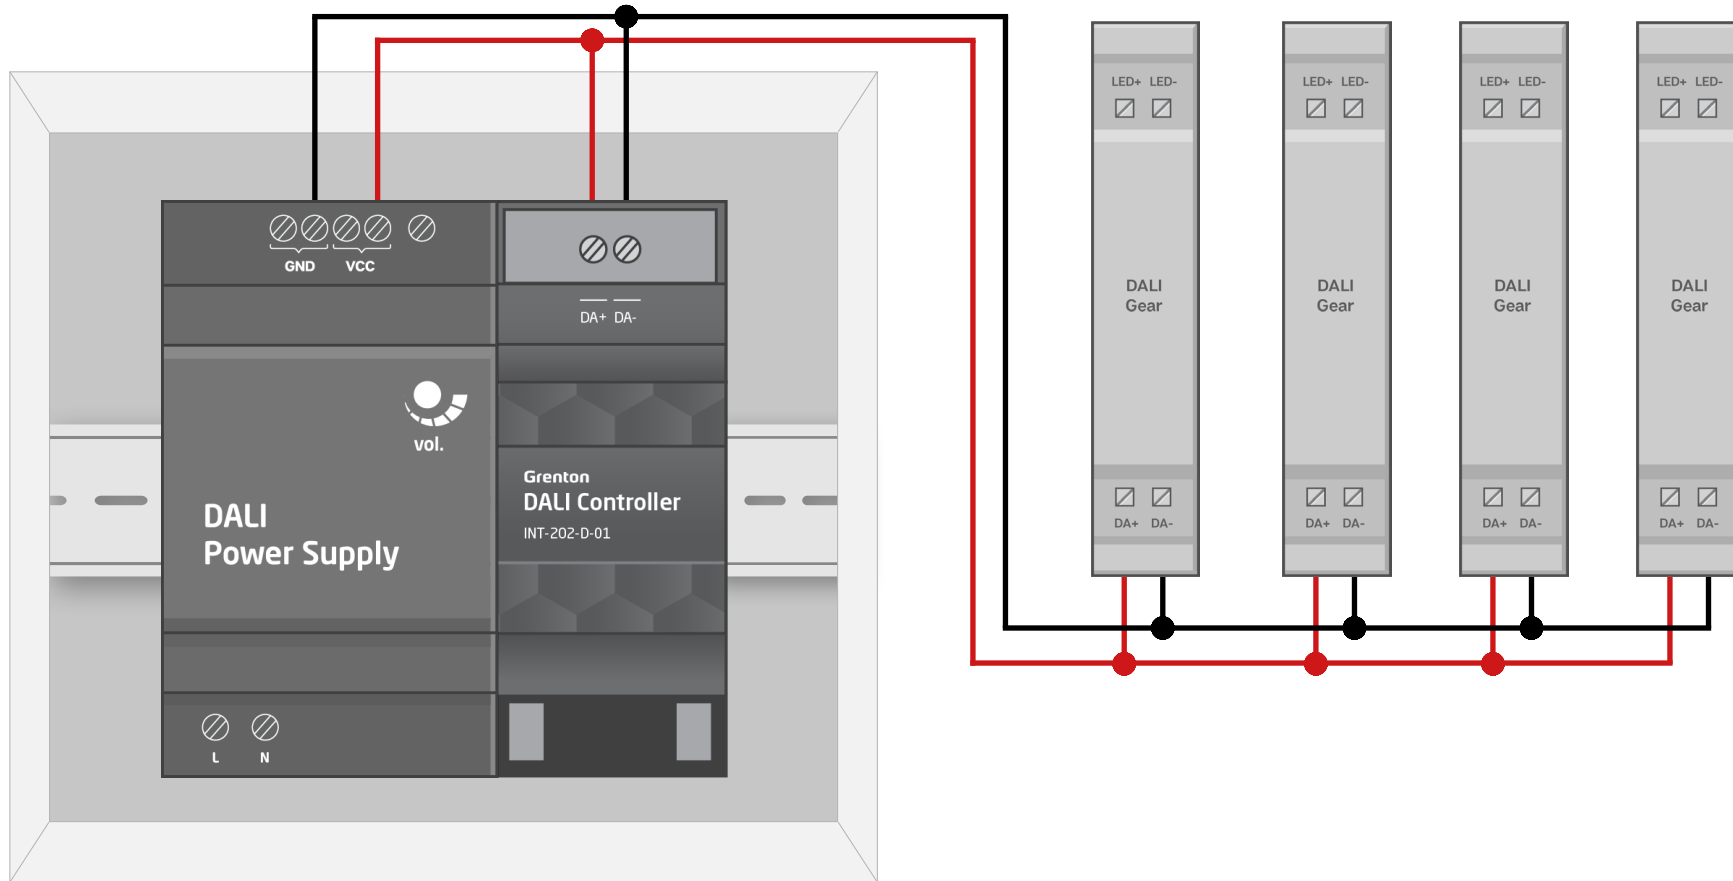 GND VCC
DA+ DA-
vol.
DALI
Power Supply
Grenton
DALI Controller
INT-202-D-01
L N
LED+ LED- LED+ LED- LED+ LED- LED+ LED-
DALI DALI DALI DALI
Gear Gear Gear Gear
DA+ DA- DA+ DA- DA+ DA- DA+ DA-